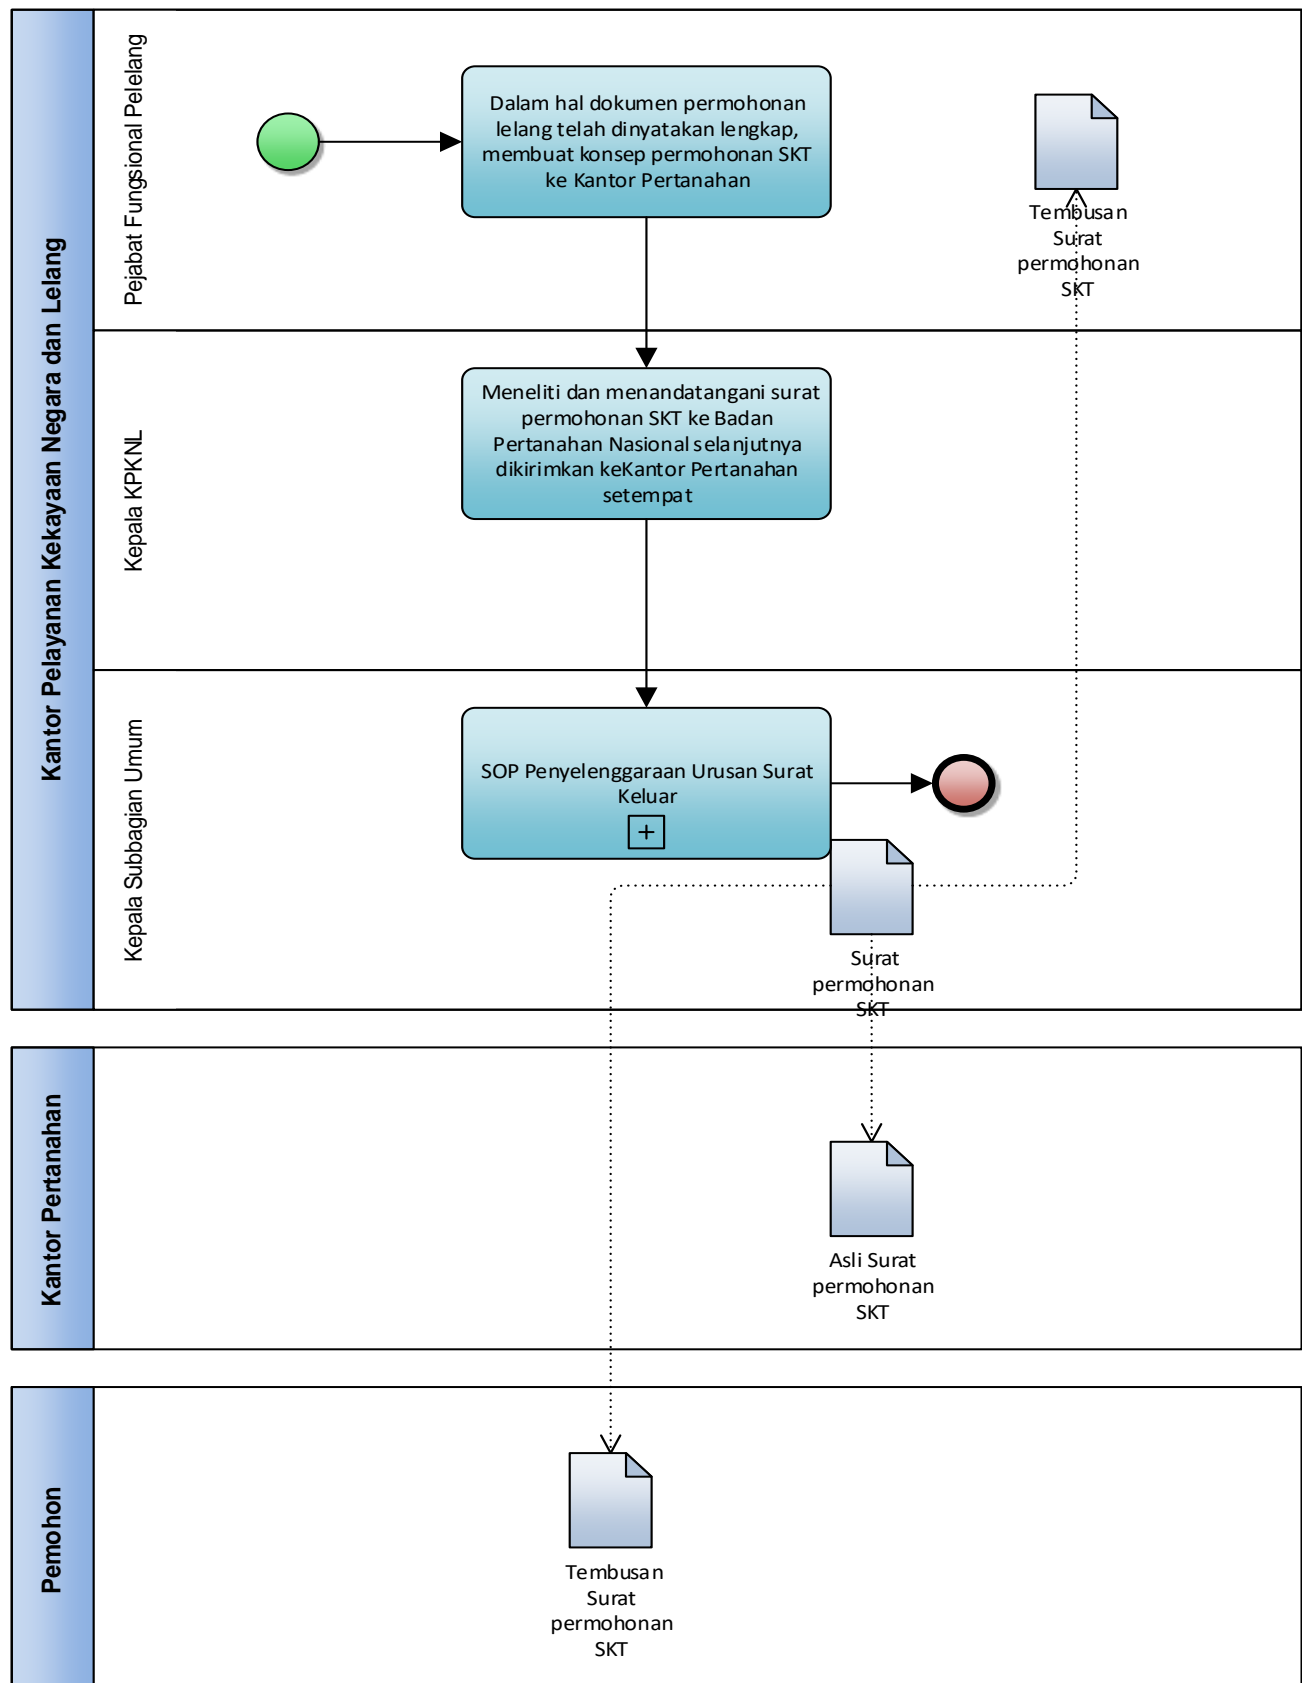 Kantor Pelayanan Kekayaan Negara dan Lelang
Pejabat Fungsional Pelelang
Dalam hal dokumen permohonan
lelang telah dinyatakan lengkap,
membuat konsep permohonan SKT
ke Kantor Pertanahan
Tembusan
Surat
permohonan
SKT
Kepala KPKNL
Meneliti dan menandatangani surat
permohonan SKT ke Badan
Pertanahan Nasional selanjutnya
dikirimkan keKantor Pertanahan
setempat
Kepala Subbagian Umum
SOP Penyelenggaraan Urusan Surat
Keluar
Surat
permohonan
SKT
Kantor Pertanahan
Asli Surat
permohonan
SKT
Pemohon
Tembusan
Surat
permohonan
SKT